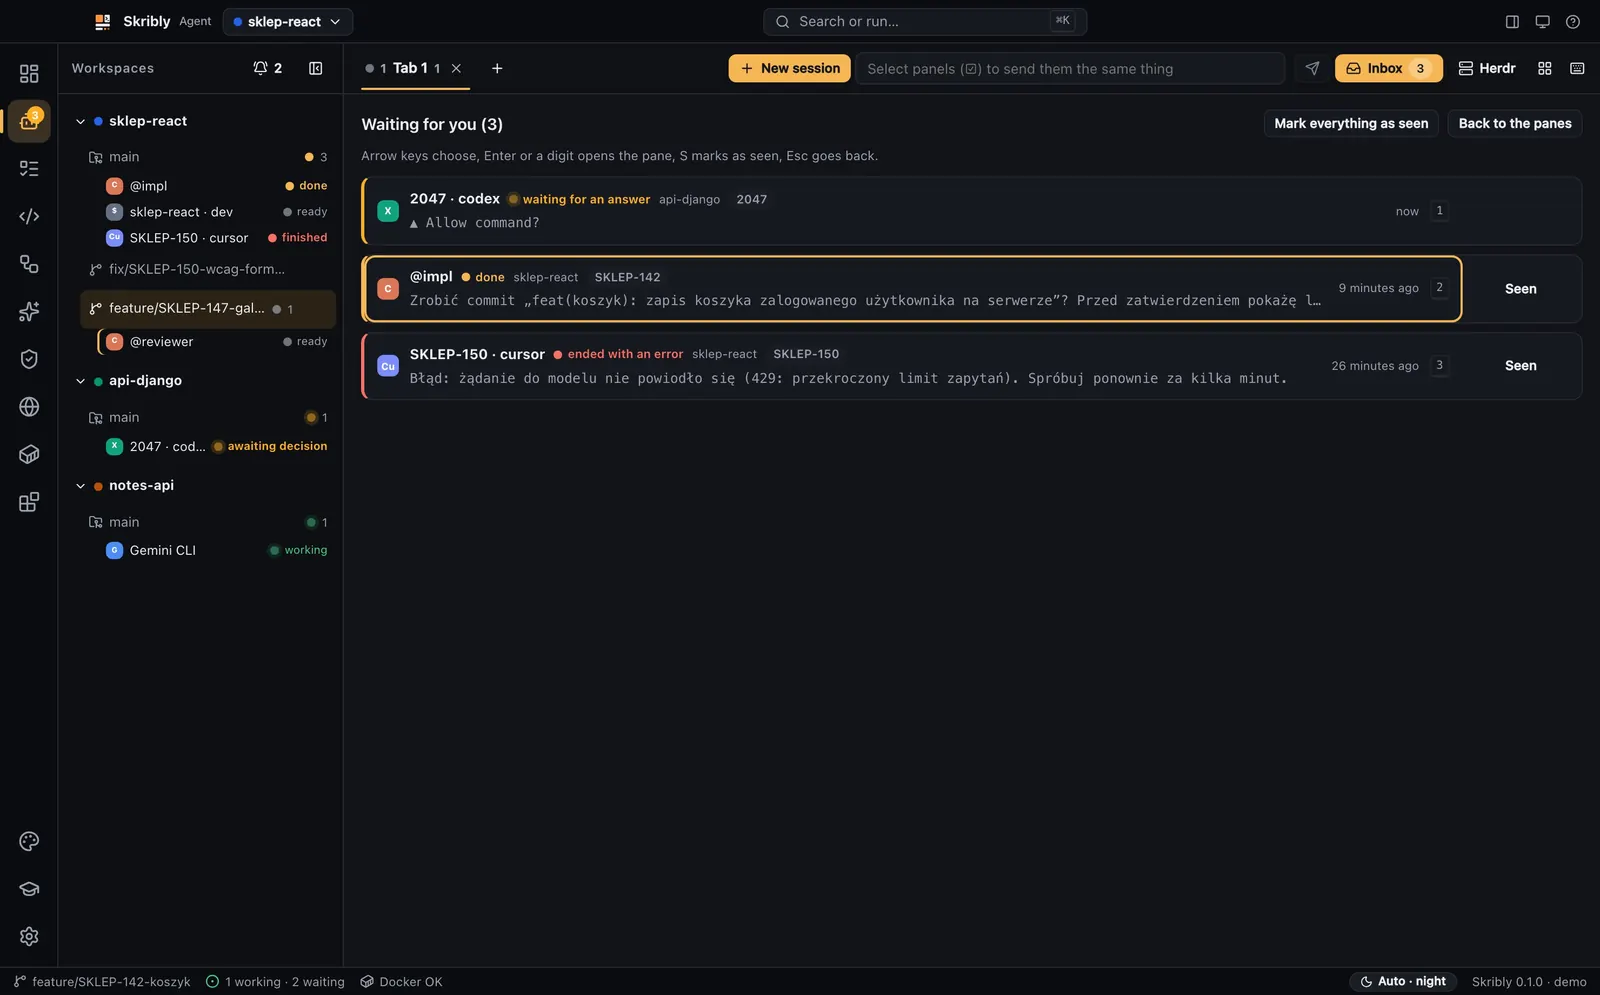 Skribly Agent sklep-react
Search or run... ⌘K
Workspaces 2
1 Tab 1 1
New session
Select panels (☑) to send them the same thing
Inbox 3
Herdr
3
sklep-react
main 3
C @impl done
S sklep-react · dev ready
Cu SKLEP-150 · cursor finished
fix/SKLEP-150-wcag-form...
feature/SKLEP-147-gal... 1
C @reviewer ready
api-django
main 1
X 2047 · cod... awaiting decision
notes-api
main 1
G Gemini CLI working
Waiting for you (3)
Mark everything as seen
Back to the panes
Arrow keys choose, Enter or a digit opens the pane, S marks as seen, Esc goes back.
X 2047 · codex waiting for an answer api-django 2047
▲ Allow command?
now 1
C @impl done sklep-react SKLEP-142
Zrobić commit „feat(koszyk): zapis koszyka zalogowanego użytkownika na serwerze”? Przed zatwierdzeniem pokażę l…
9 minutes ago 2 Seen
Cu SKLEP-150 · cursor ended with an error sklep-react SKLEP-150
Błąd: żądanie do modelu nie powiodło się (429: przekroczony limit zapytań). Spróbuj ponownie za kilka minut.
26 minutes ago 3 Seen
feature/SKLEP-142-koszyk 1 working · 2 waiting Docker OK
Auto · night Skribly 0.1.0 · demo